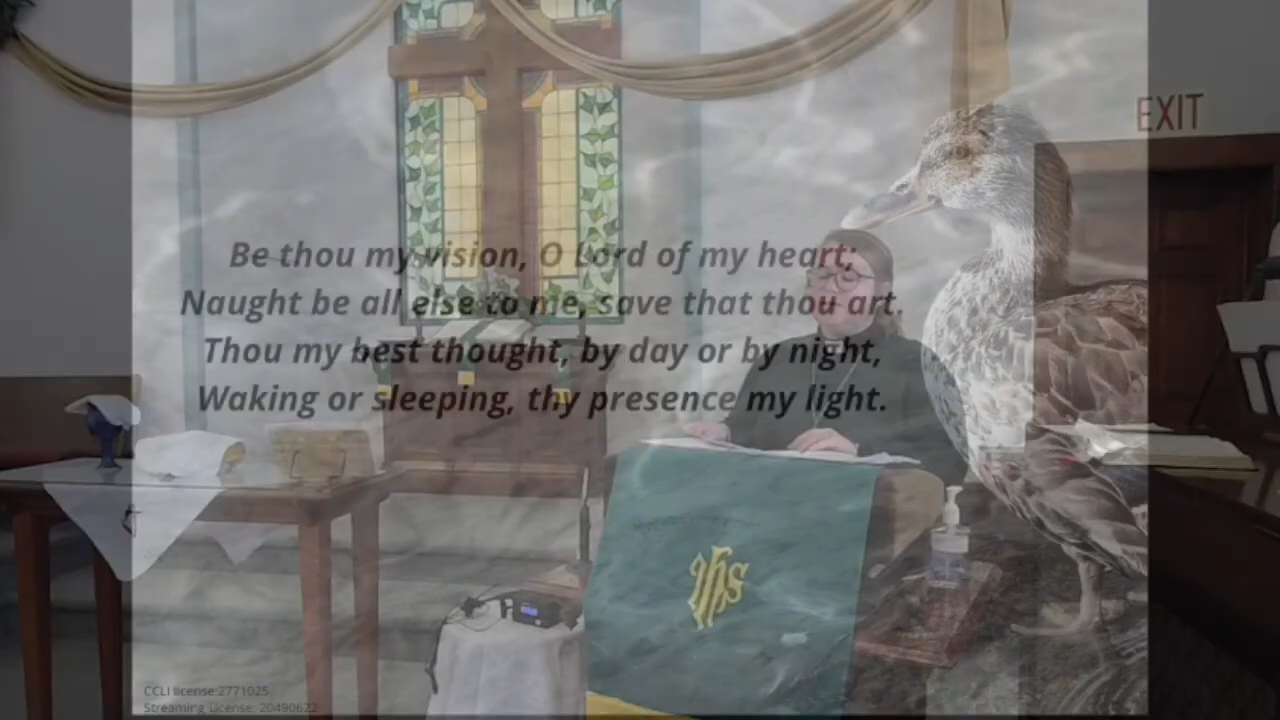 EXIT
Be thou my vision, O Lord of my heart;
Naught be all else to me, save that thou art.
Thou my best thought, by day or by night,
Waking or sleeping, thy presence my light.
ihs
CCLI license:2771025
Streaming License: 20490622